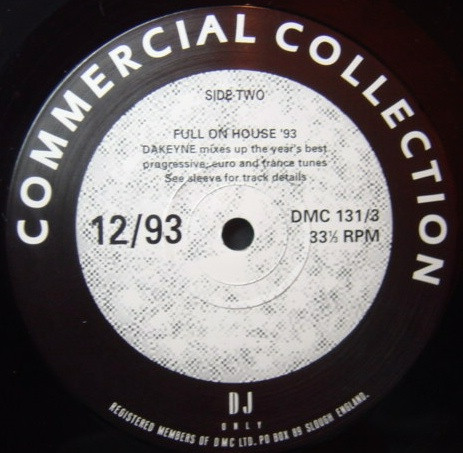 COMMERCIAL COLLECTION
SIDE TWO
FULL ON HOUSE '93
DAKEYNE mixes up the year's best
progressive, euro and trance tunes
See sleeve for track details
12/93
DMC 131/3
33⅓ RPM
DJ
ONLY
REGISTERED MEMBERS OF DMC LTD. PO BOX 89 SLOUGH ENGLAND.